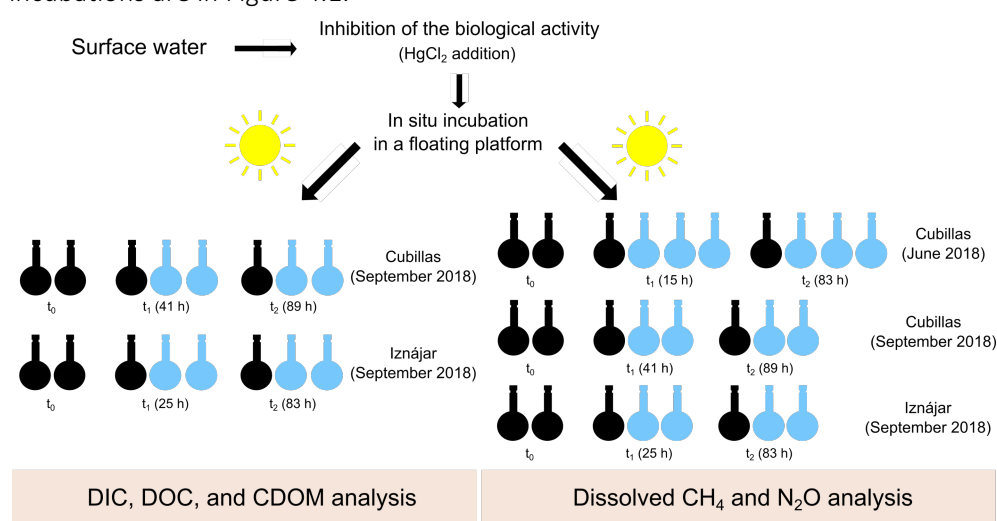 Surface water
Inhibition of the biological activity
(HgCl₂ addition)
In situ incubation
in a floating platform
Cubillas
(September 2018)
t₀
t₁ (41 h)
t₂ (89 h)
Iznájar
(September 2018)
t₀
t₁ (25 h)
t₂ (83 h)
DIC, DOC, and CDOM analysis
Cubillas
(June 2018)
t₀
t₁ (15 h)
t₂ (83 h)
Cubillas
(September 2018)
t₀
t₁ (41 h)
t₂ (89 h)
Iznájar
(September 2018)
t₀
t₁ (25 h)
t₂ (83 h)
Dissolved CH₄ and N₂O analysis